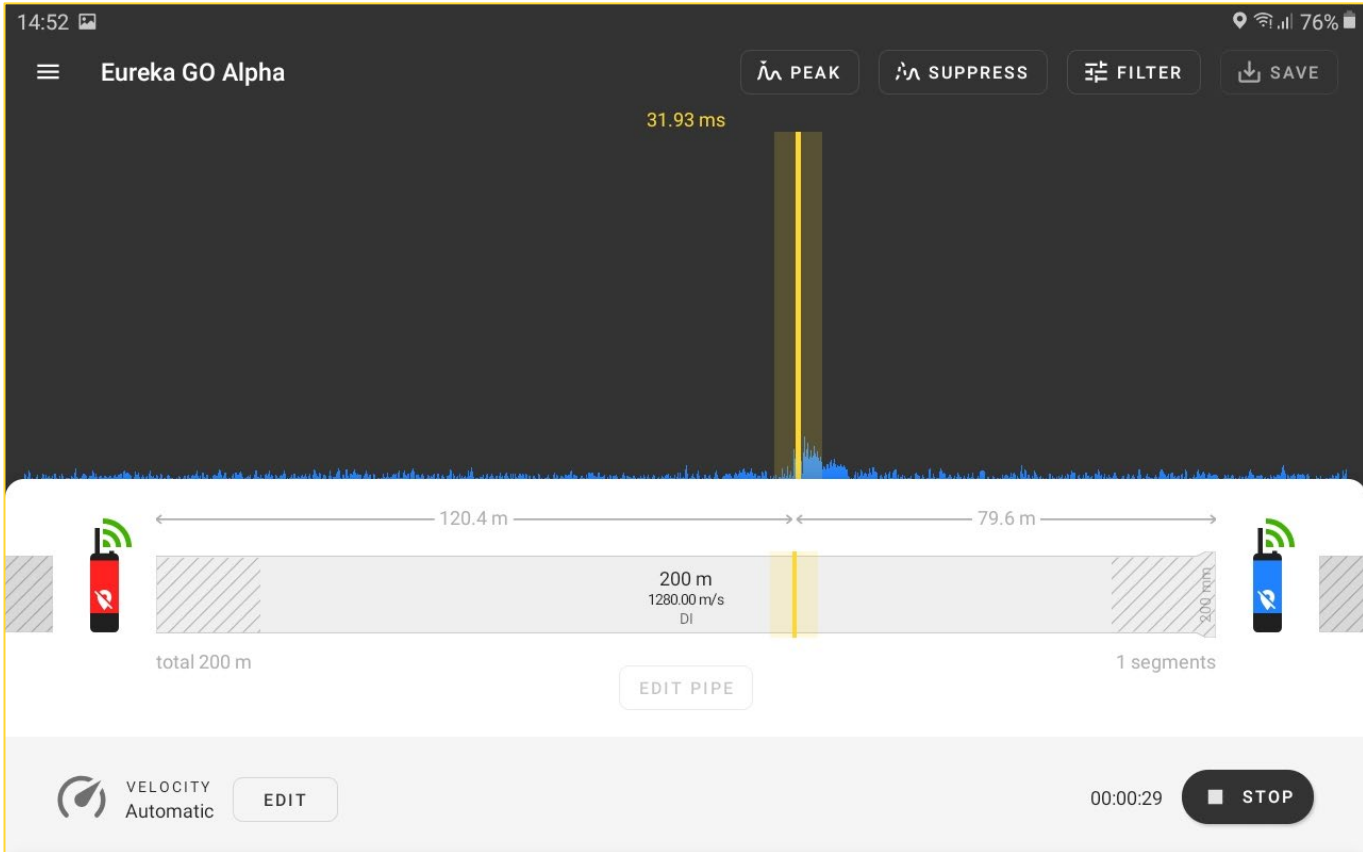 14:52 76%
Eureka GO Alpha PEAK SUPPRESS FILTER SAVE
31.93 ms
120.4 m 79.6 m
200 m
1280.00 m/s
DI
200 mm
total 200 m 1 segments
EDIT PIPE
VELOCITY
Automatic EDIT 00:00:29 STOP